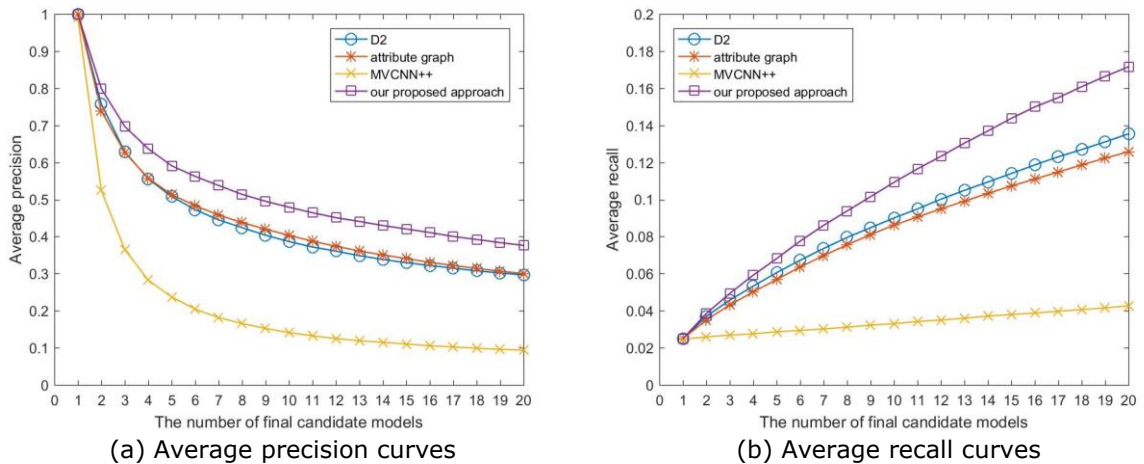 1
0.9
0.8
0.7
0.6
0.5
0.4
0.3
0.2
0.1
0
Average precision
D2
attribute graph
MVCNN++
our proposed approach
0 1 2 3 4 5 6 7 8 9 10 11 12 13 14 15 16 17 18 19 20
The number of final candidate models
(a) Average precision curves
0.2
0.18
0.16
0.14
0.12
0.1
0.08
0.06
0.04
0.02
0
Average recall
D2
attribute graph
MVCNN++
our proposed approach
0 1 2 3 4 5 6 7 8 9 10 11 12 13 14 15 16 17 18 19 20
The number of final candidate models
(b) Average recall curves